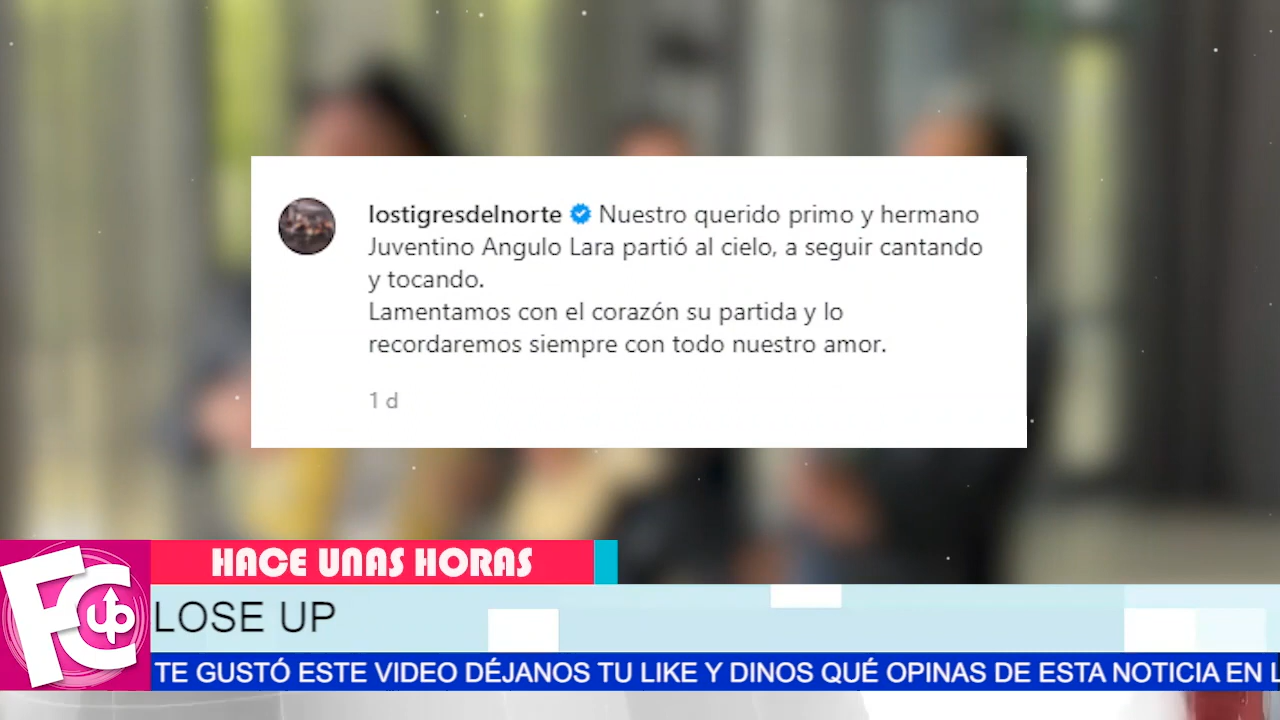 lostigresdelnorte Nuestro querido primo y hermano
Juventino Angulo Lara partió al cielo, a seguir cantando
y tocando.
Lamentamos con el corazón su partida y lo
recordaremos siempre con todo nuestro amor.
1 d
HACE UNAS HORAS
FC up
LOSE UP
TE GUSTÓ ESTE VIDEO DÉJANOS TU LIKE Y DINOS QUÉ OPINAS DE ESTA NOTICIA EN L